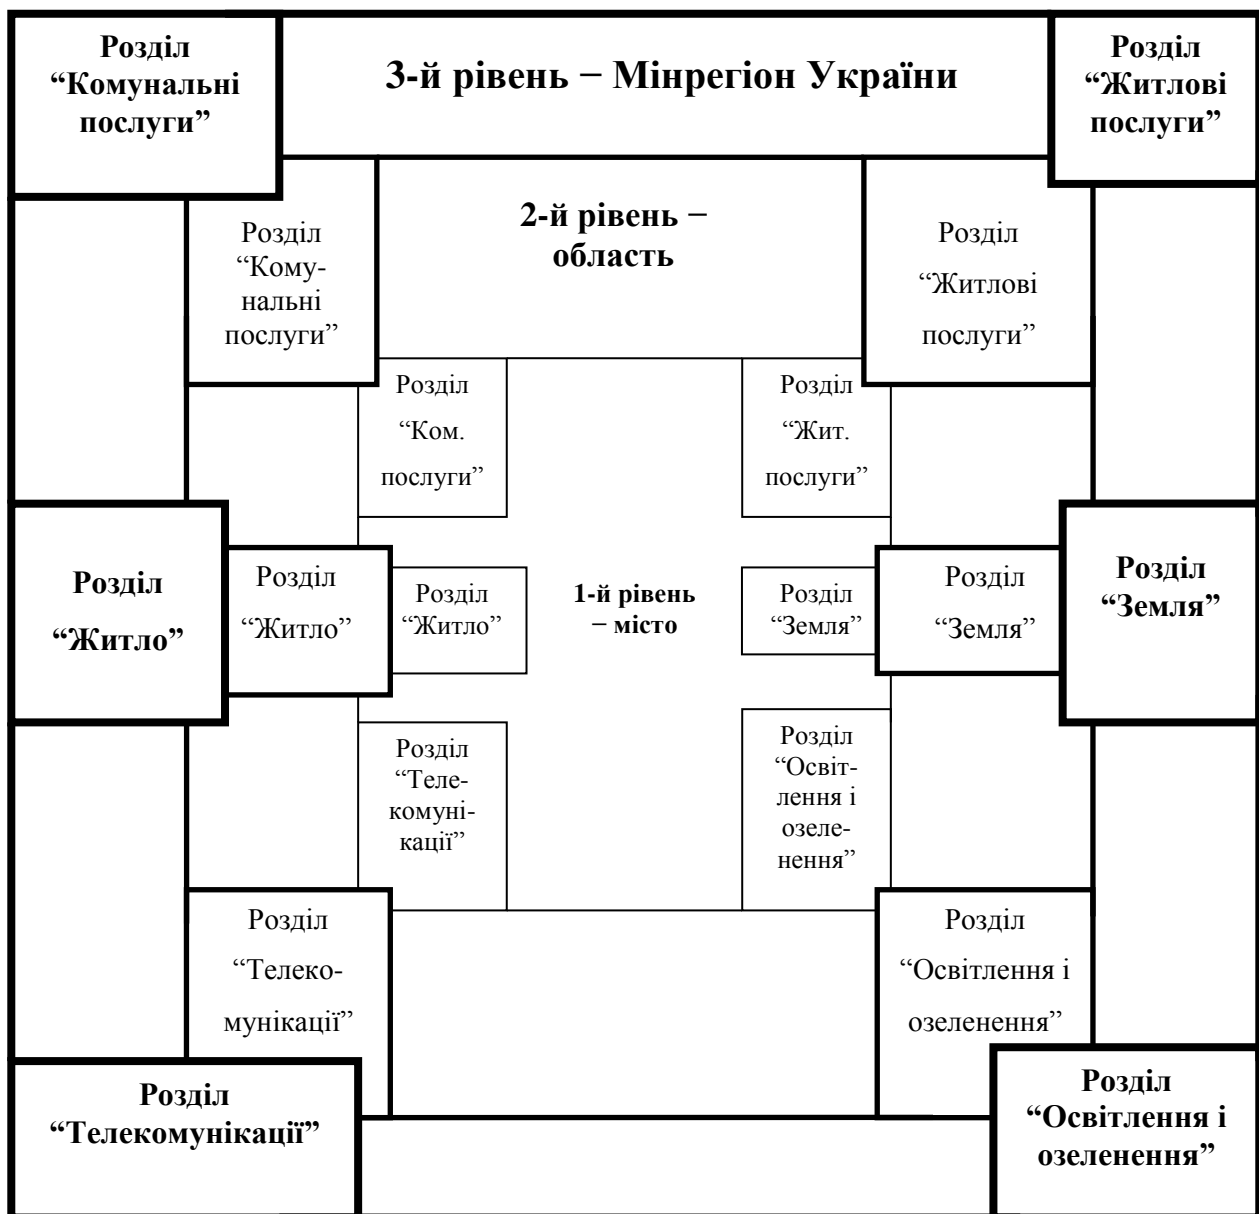 Розділ
“Комунальні
послуги”
3-й рівень − Мінрегіон України
Розділ
“Житлові
послуги”
Розділ
“Кому-
нальні
послуги”
2-й рівень −
область
Розділ
“Житлові
послуги”
Розділ
“Ком.
послуги”
Розділ
“Жит.
послуги”
Розділ
“Житло”
Розділ
“Житло”
Розділ
“Житло”
1-й рівень
− місто
Розділ
“Земля”
Розділ
“Земля”
Розділ
“Земля”
Розділ
“Теле-
комуні-
кації”
Розділ
“Освіт-
лення і
озеле-
нення”
Розділ
“Телеко-
мунікації”
Розділ
“Освітлення і
озеленення”
Розділ
“Телекомунікації”
Розділ
“Освітлення і
озеленення”